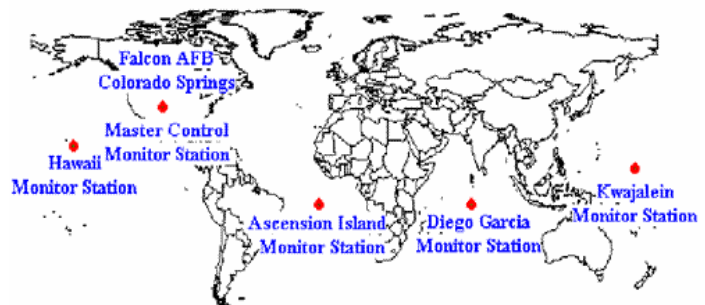 Falcon AFB
Colorado Springs
Master Control
Monitor Station
Hawaii
Monitor Station
Ascension Island
Monitor Station
Diego Garcia
Monitor Station
Kwajalein
Monitor Station